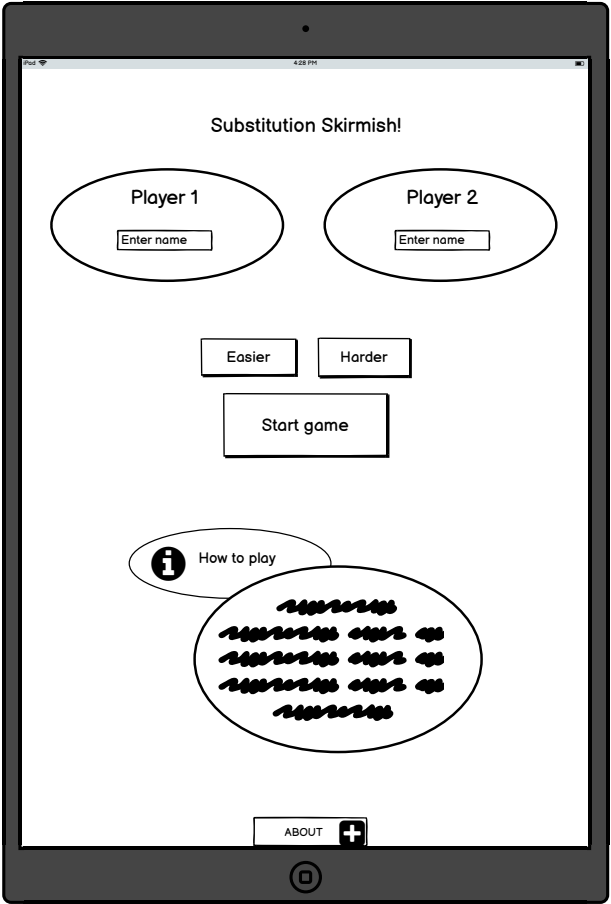 iPad 4:28 PM
Substitution Skirmish!
Player 1 Player 2
Enter name Enter name
Easier Harder
Start game
How to play
ABOUT